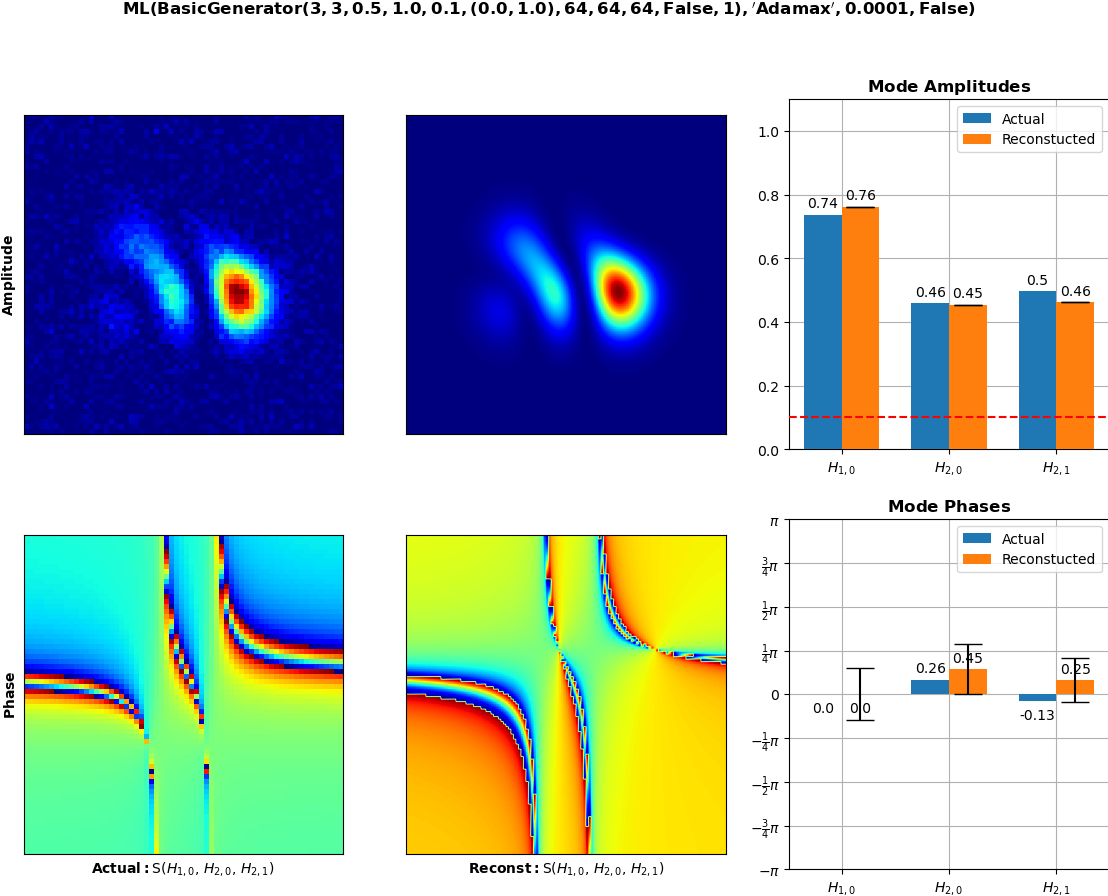 ML(BasicGenerator(3, 3, 0.5, 1.0, 0.1, (0.0, 1.0), 64, 64, 64, False, 1), 'Adamax', 0.0001, False)
Amplitude
Mode Amplitudes
Actual
Reconstucted
1.0
0.8
0.6
0.4
0.2
0.0
0.74
0.76
0.46
0.45
0.5
0.46
H1,0
H2,0
H2,1
Phase
Actual: S(H1,0, H2,0, H2,1)
Reconst: S(H1,0, H2,0, H2,1)
Mode Phases
Actual
Reconstucted
π
3/4π
1/2π
1/4π
0
−1/4π
−1/2π
−3/4π
−π
0.0
0.0
0.26
0.45
-0.13
0.25
H1,0
H2,0
H2,1